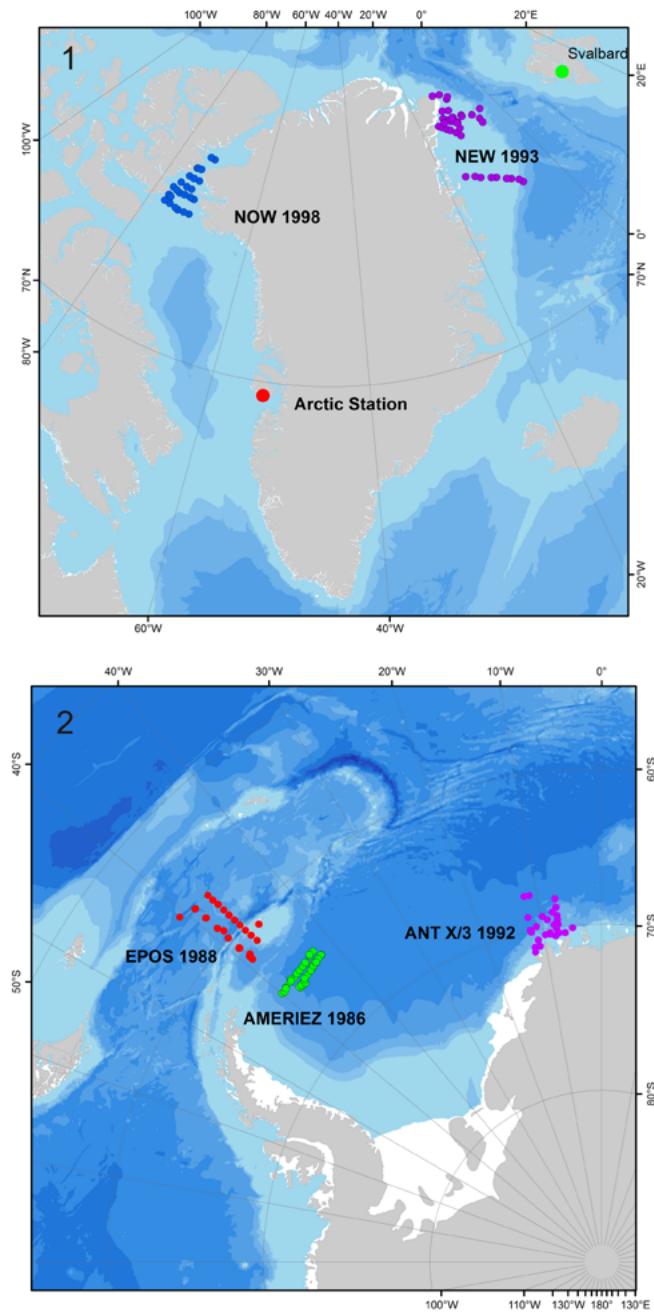 100°W 80°W 60°W 40°W 20°W 0° 20°E
1
Svalbard
20°E
100°W
NEW 1993
NOW 1998
0°
70°N
70°N
80°W
Arctic Station
20°W
60°W 40°W
40°W 30°W 20°W 10°W 0°
2
40°S
60°S
ANT X/3 1992
70°S
EPOS 1988
50°S
AMERIEZ 1986
80°S
100°W 110°W 130°W 180° 130°E